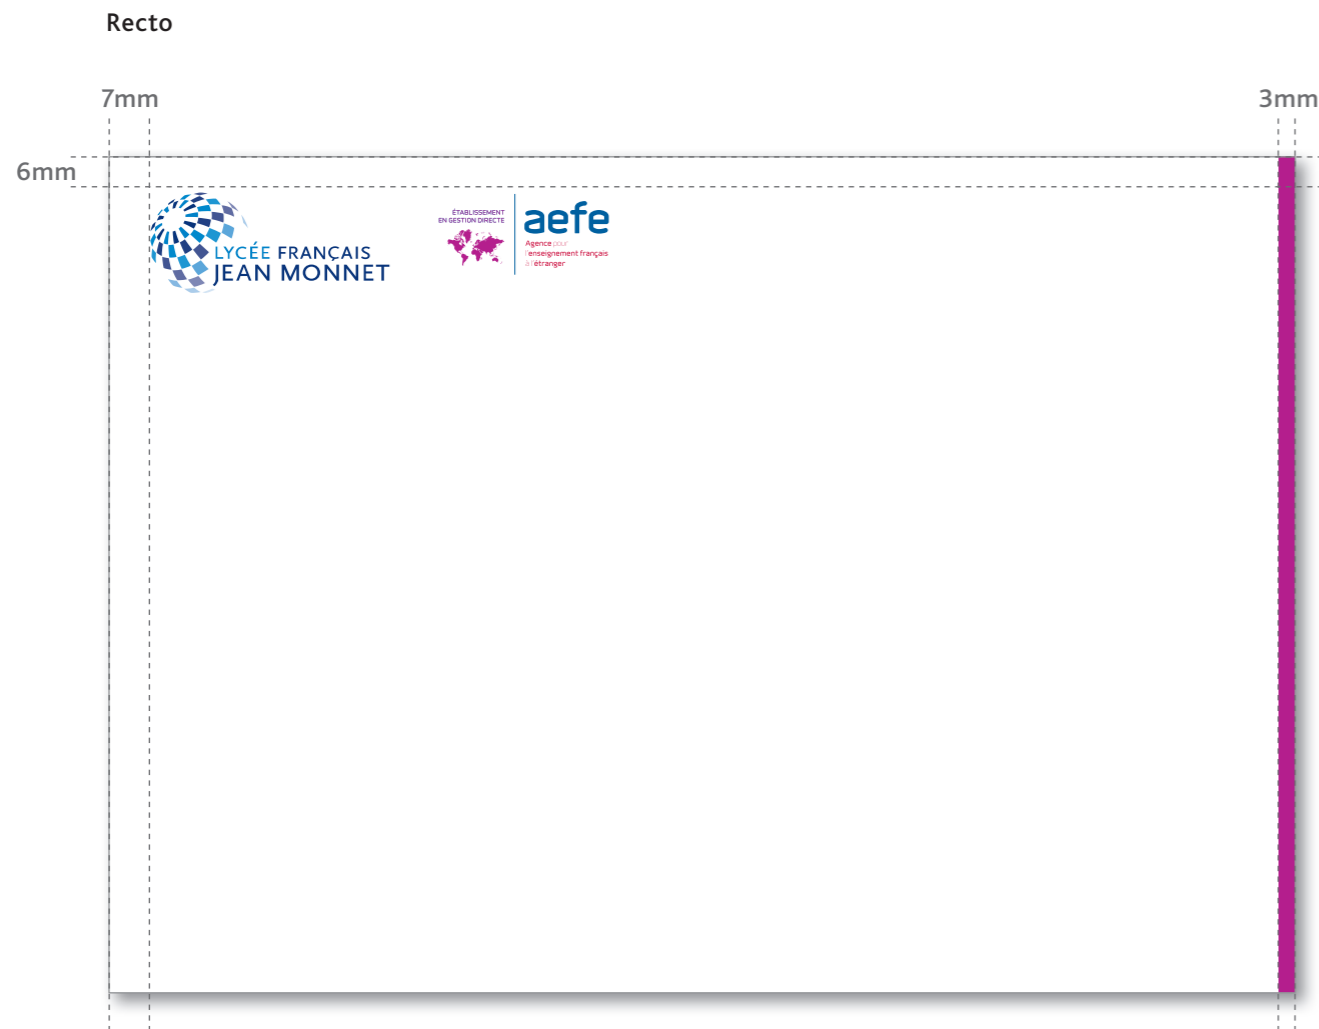 Recto
7mm
3mm
6mm
LYCÉE FRANÇAIS
JEAN MONNET
ÉTABLISSEMENT
EN GESTION DIRECTE
aefe
Agence pour
l'enseignement français
à l'étranger